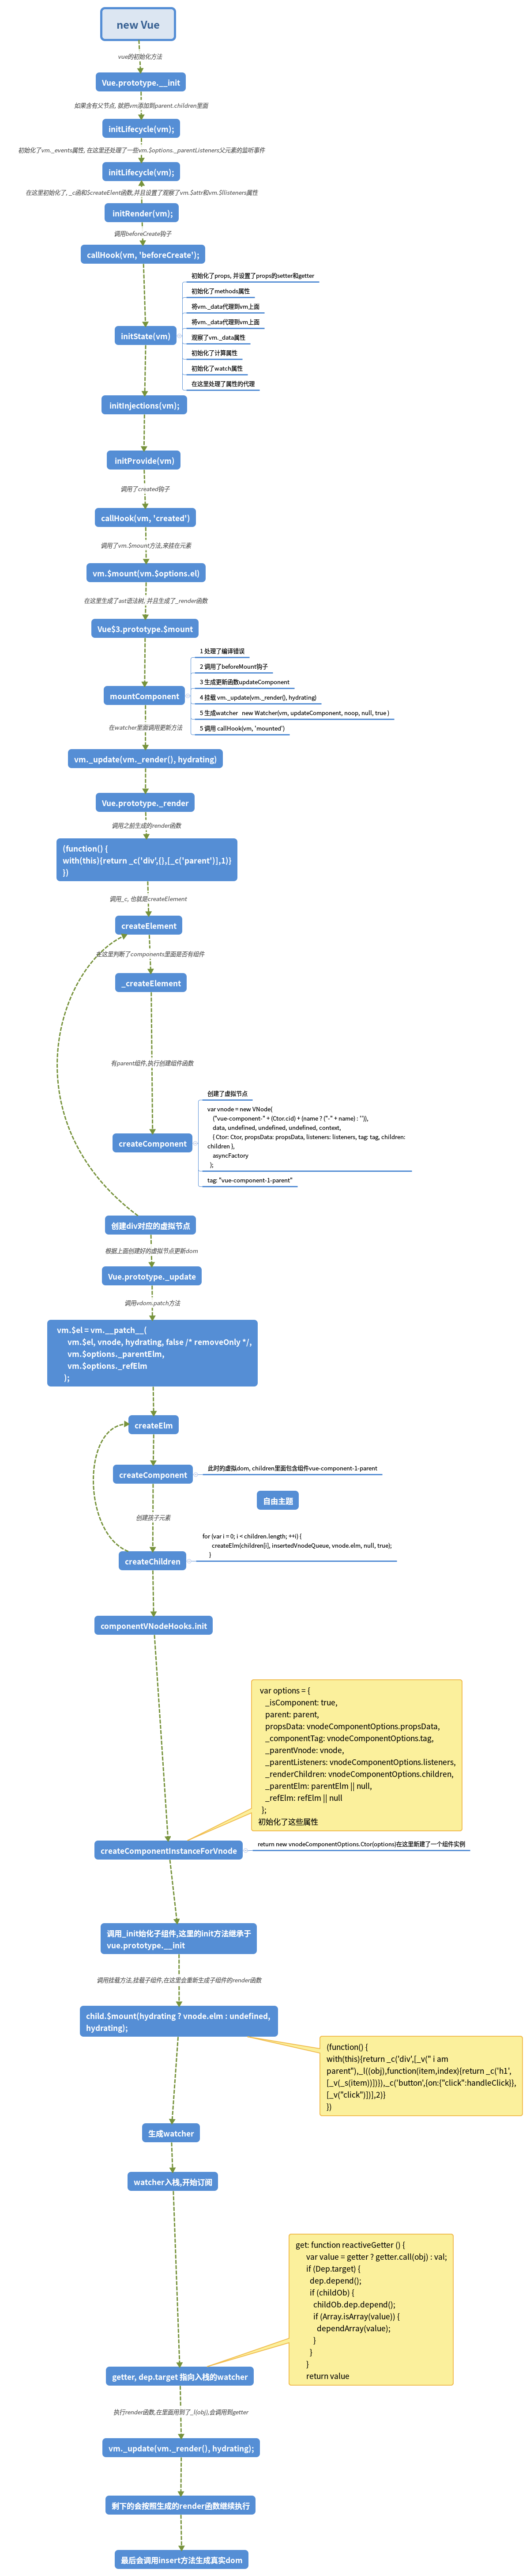 new Vue
vue的初始化方法
Vue.prototype.__init
如果含有父节点, 就把vm添加到parent.children里面
initLifecycle(vm);
初始化了vm._events属性, 在这里还处理了一些vm.$options._parentListeners父元素的监听事件
initLifecycle(vm);
在这里初始化了, _c函和$createElent函数,并且设置了观察了vm.$attr和vm.$listeners属性
initRender(vm);
调用beforeCreate钩子
callHook(vm, 'beforeCreate');
初始化了props, 并设置了props的setter和getter
初始化了methods属性
将vm._data代理到vm上面
将vm._data代理到vm上面
initState(vm)
观察了vm._data属性
初始化了计算属性
初始化了watch属性
在这里处理了属性的代理
initInjections(vm);
initProvide(vm)
调用了created钩子
callHook(vm, 'created')
调用了vm.$mount方法,来挂在元素
vm.$mount(vm.$options.el)
在这里生成了ast语法树, 并且生成了_render函数
Vue$3.prototype.$mount
1 处理了编译错误
2 调用了beforeMount钩子
3 生成更新函数updateComponent
mountComponent
4 挂载 vm._update(vm._render(), hydrating)
5 生成watcher   new Watcher(vm, updateComponent, noop, null, true )
5 调用 callHook(vm, 'mounted')
在watcher里面调用更新方法
vm._update(vm._render(), hydrating)
Vue.prototype._render
调用之前生成的render函数
(function() {
with(this){return _c('div',{},[_c('parent')],1)}
})
调用_c, 他就是createElement
createElement
在这里判断了components里面是否有组件
_createElement
有parent组件,执行创建组件函数
创建了虚拟节点
var vnode = new VNode(
("vue-component-" + (Ctor.cid) + (name ? ("-" + name) : '')),
data, undefined, undefined, undefined, context,
{ Ctor: Ctor, propsData: propsData, listeners: listeners, tag: tag, children:
children },
asyncFactory
);
createComponent
tag: "vue-component-1-parent"
创建div对应的虚拟节点
根据上面创建好的虚拟节点更新dom
Vue.prototype._update
调用vdom.patch方法
vm.$el = vm.__patch__(
vm.$el, vnode, hydrating, false /* removeOnly */,
vm.$options._parentElm,
vm.$options._refElm
);
createElm
createComponent
此时的虚拟dom, children里面包含组件vue-component-1-parent
自由主题
创建孩子元素
for (var i = 0; i < children.length; ++i) {
createElm(children[i], insertedVnodeQueue, vnode.elm, null, true);
}
createChildren
componentVNodeHooks.init
var options = {
_isComponent: true,
parent: parent,
propsData: vnodeComponentOptions.propsData,
_componentTag: vnodeComponentOptions.tag,
_parentVnode: vnode,
_parentListeners: vnodeComponentOptions.listeners,
_renderChildren: vnodeComponentOptions.children,
_parentElm: parentElm || null,
_refElm: refElm || null
};
初始化了这些属性
createComponentInstanceForVnode
return new vnodeComponentOptions.Ctor(options)在这里新建了一个组件实例
调用_init始化子组件,这里的init方法继承于
vue.prototype.__init
调用挂载方法,挂载子组件,在这里会重新生成子组件的render函数
child.$mount(hydrating ? vnode.elm : undefined,
hydrating);
(function() {
with(this){return _c('div',[_v(" i am
parent"),_l((obj),function(item,index){return _c('h1',
[_v(_s(item))])}),_c('button',{on:{"click":handleClick}},
[_v("click")])],2)}
})
生成watcher
watcher入栈,开始订阅
get: function reactiveGetter () {
var value = getter ? getter.call(obj) : val;
if (Dep.target) {
dep.depend();
if (childOb) {
childOb.dep.depend();
if (Array.isArray(value)) {
dependArray(value);
}
}
}
return value
getter, dep.target 指向入栈的watcher
执行render函数,在里面用到了_l(obj),会调用到getter
vm._update(vm._render(), hydrating);
剩下的会按照生成的render函数继续执行
最后会调用insert方法生成真实dom